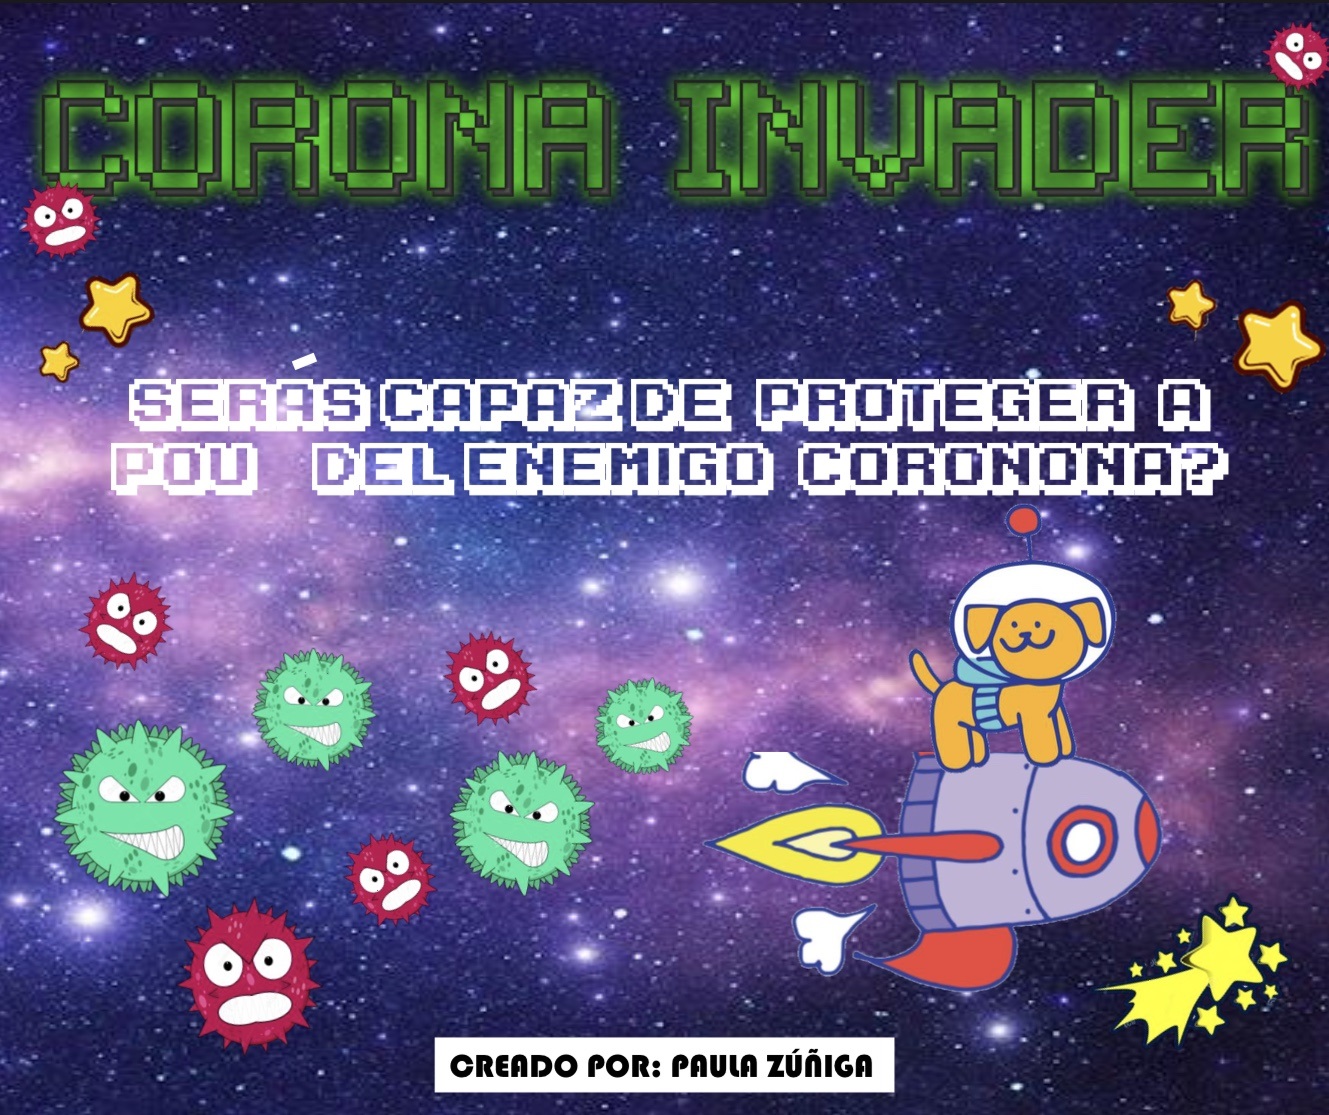 CORONA INVADER
SERÁS CAPAZ DE PROTEGER A
POU DEL ENEMIGO CORONONA?
CREADO POR: PAULA ZÚÑIGA